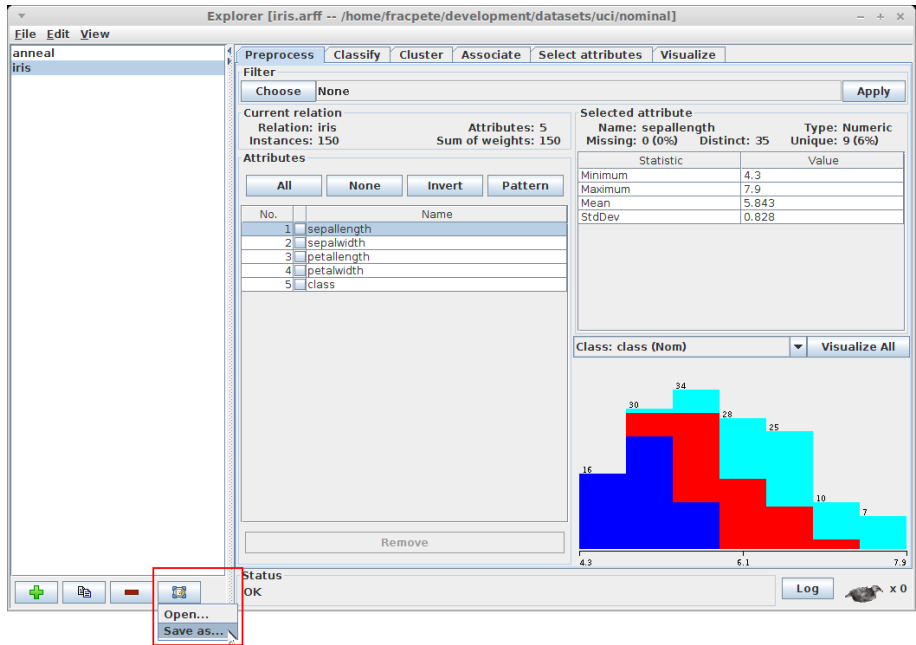 Explorer [iris.arff -- /home/fracpete/development/datasets/uci/nominal]
File Edit View
anneal
iris
Preprocess Classify Cluster Associate Select attributes Visualize
Filter
Choose None Apply
Current relation
Relation: iris Attributes: 5
Instances: 150 Sum of weights: 150
Attributes
All None Invert Pattern
No. Name
1 sepallength
2 sepalwidth
3 petallength
4 petalwidth
5 class
Remove
Selected attribute
Name: sepallength Type: Numeric
Missing: 0 (0%) Distinct: 35 Unique: 9 (6%)
Statistic Value
Minimum 4.3
Maximum 7.9
Mean 5.843
StdDev 0.828
Class: class (Nom) Visualize All
16 30 34 28 25 10 7
4.3 6.1 7.9
Status
OK Log x 0
Open...
Save as...